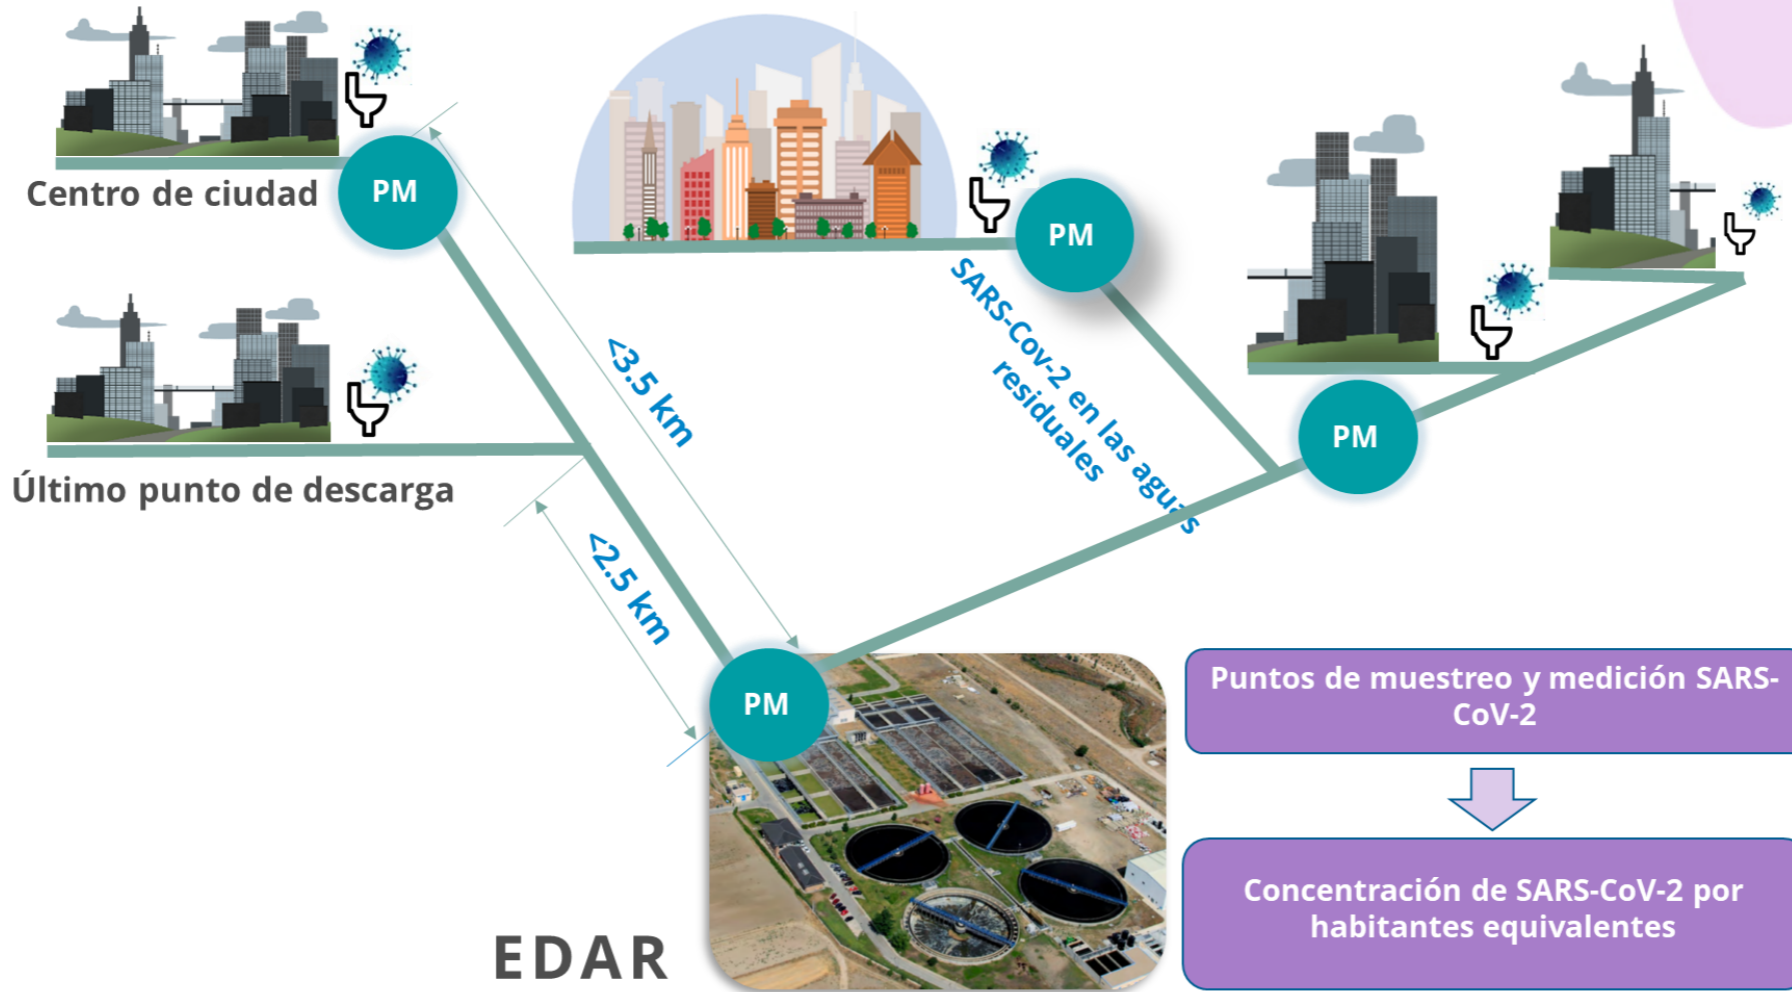 PM
Centro de ciudad
PM
SARS-Cov-2 en las aguas
residuales
<3.5 km
PM
Último punto de descarga
<2.5 km
PM
Puntos de muestreo y medición SARS-
CoV-2
Concentración de SARS-CoV-2 por
habitantes equivalentes
EDAR